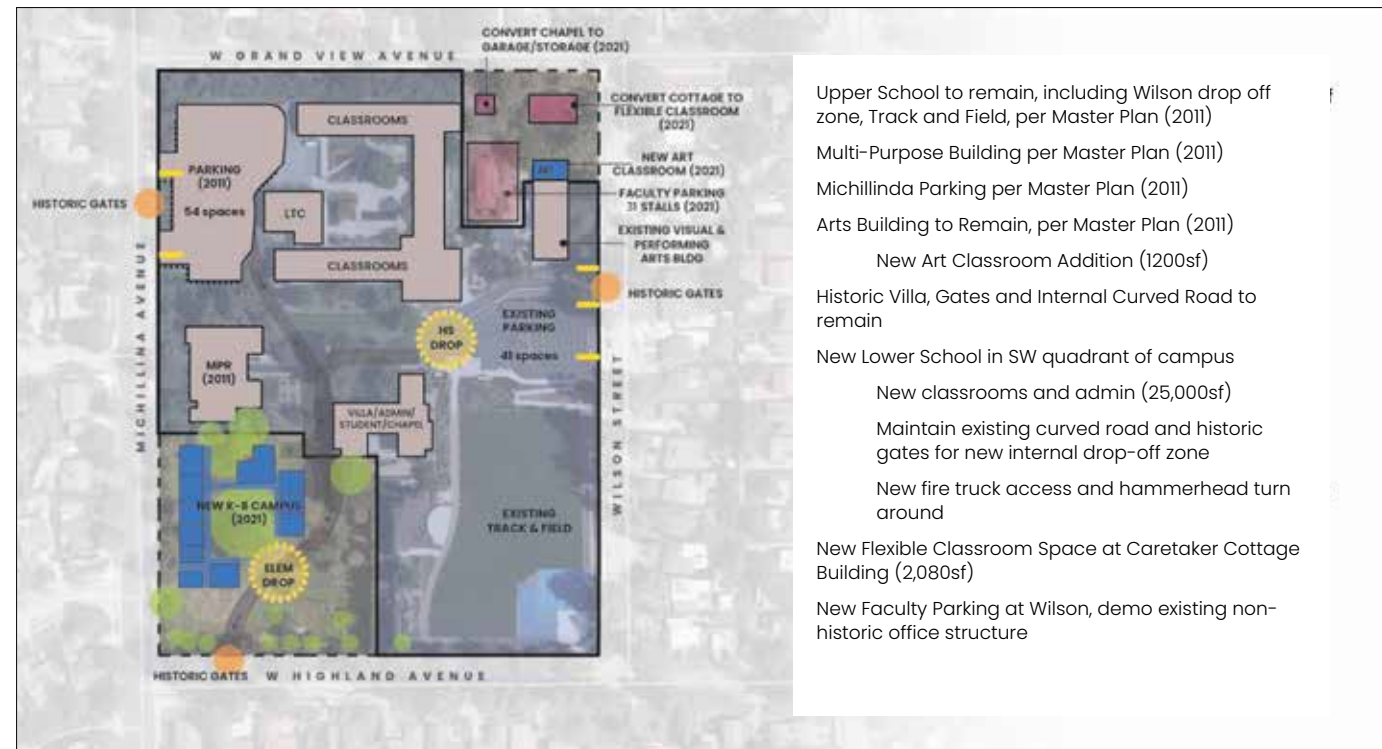 CONVERT CHAPEL TO
GARAGE/STORAGE (2021)
W GRAND VIEW AVENUE
CONVERT COTTAGE TO
FLEXIBLE CLASSROOM
(2021)
CLASSROOMS
NEW ART
CLASSROOM (2021)
ART
PARKING
(2011)
54 spaces
FACULTY PARKING
31 STALLS (2021)
HISTORIC GATES
LTC
EXISTING VISUAL &
PERFORMING
ARTS BLDG
CLASSROOMS
HISTORIC GATES
MICHILLINA AVENUE
EXISTING
PARKING
41 spaces
HS
DROP
MPR
(2011)
WILSON STREET
VILLA/ADMIN/
STUDENT/CHAPEL
NEW K-8 CAMPUS
(2021)
EXISTING
TRACK & FIELD
ELEM
DROP
HISTORIC GATES
W HIGHLAND AVENUE
Upper School to remain, including Wilson drop off
zone, Track and Field, per Master Plan (2011)
Multi-Purpose Building per Master Plan (2011)
Michillinda Parking per Master Plan (2011)
Arts Building to Remain, per Master Plan (2011)
New Art Classroom Addition (1200sf)
Historic Villa, Gates and Internal Curved Road to
remain
New Lower School in SW quadrant of campus
New classrooms and admin (25,000sf)
Maintain existing curved road and historic
gates for new internal drop-off zone
New fire truck access and hammerhead turn
around
New Flexible Classroom Space at Caretaker Cottage
Building (2,080sf)
New Faculty Parking at Wilson, demo existing non-
historic office structure